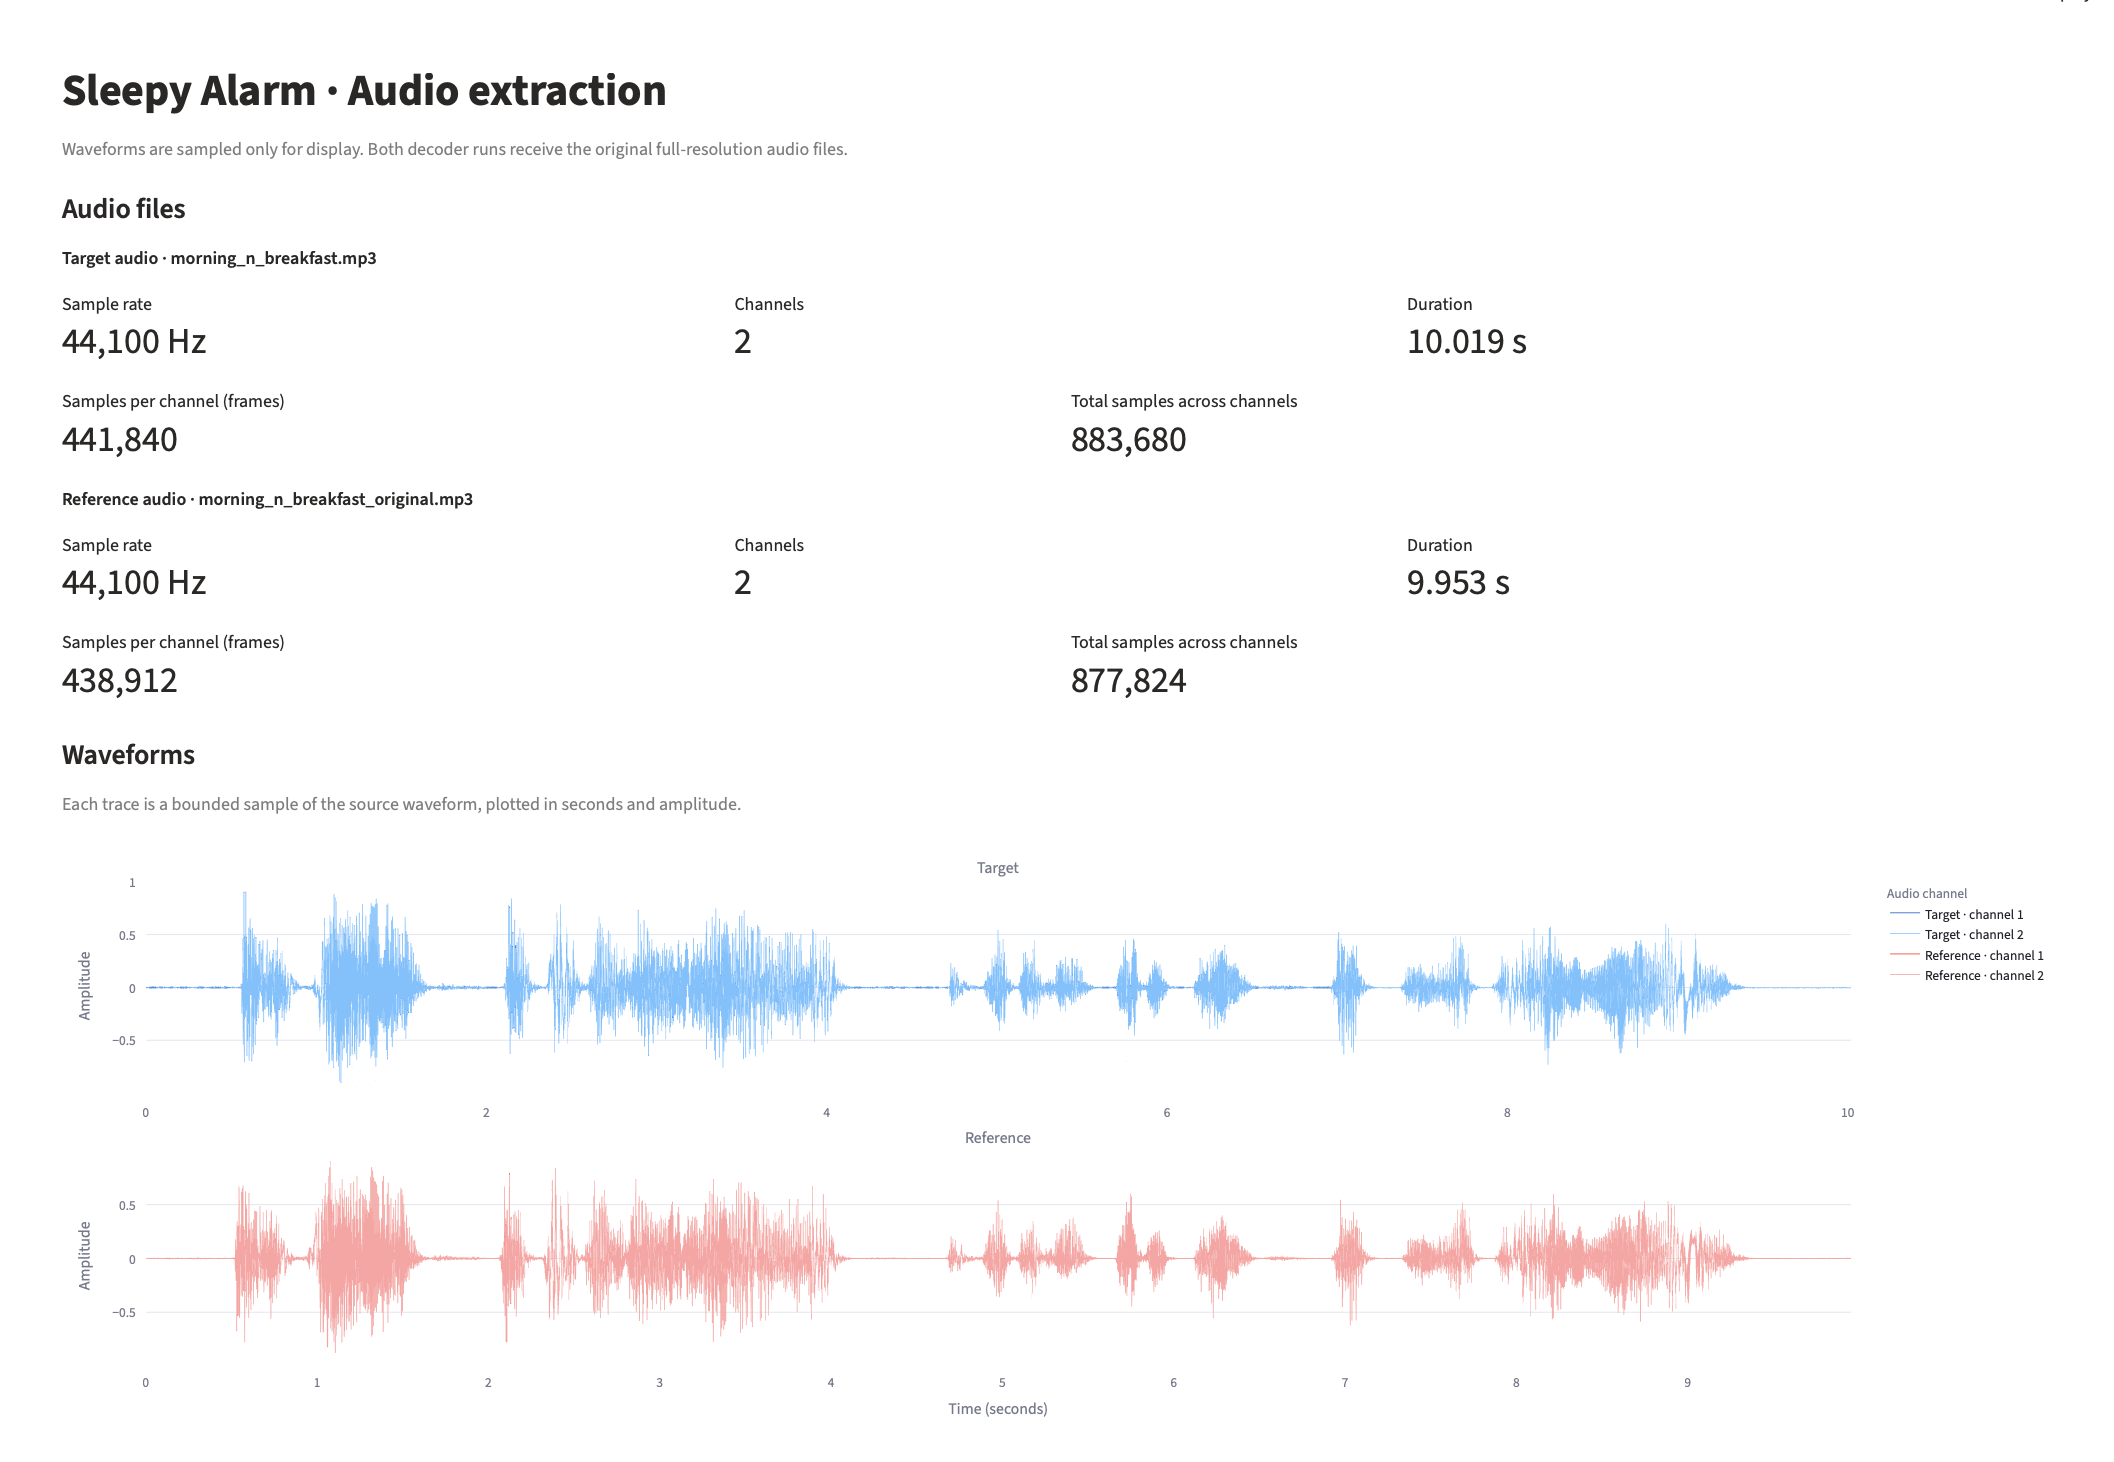 Sleepy Alarm · Audio extraction
Waveforms are sampled only for display. Both decoder runs receive the original full-resolution audio files.
Audio files
Target audio · morning_n_breakfast.mp3
Sample rate
Channels
Duration
44,100 Hz
2
10.019 s
Samples per channel (frames)
Total samples across channels
441,840
883,680
Reference audio · morning_n_breakfast_original.mp3
Sample rate
Channels
Duration
44,100 Hz
2
9.953 s
Samples per channel (frames)
Total samples across channels
438,912
877,824
Waveforms
Each trace is a bounded sample of the source waveform, plotted in seconds and amplitude.
Target
1
0.5
0
−0.5
Amplitude
0 2 4 6 8 10
Audio channel
Target · channel 1
Target · channel 2
Reference · channel 1
Reference · channel 2
Reference
0.5
0
−0.5
Amplitude
0 1 2 3 4 5 6 7 8 9
Time (seconds)